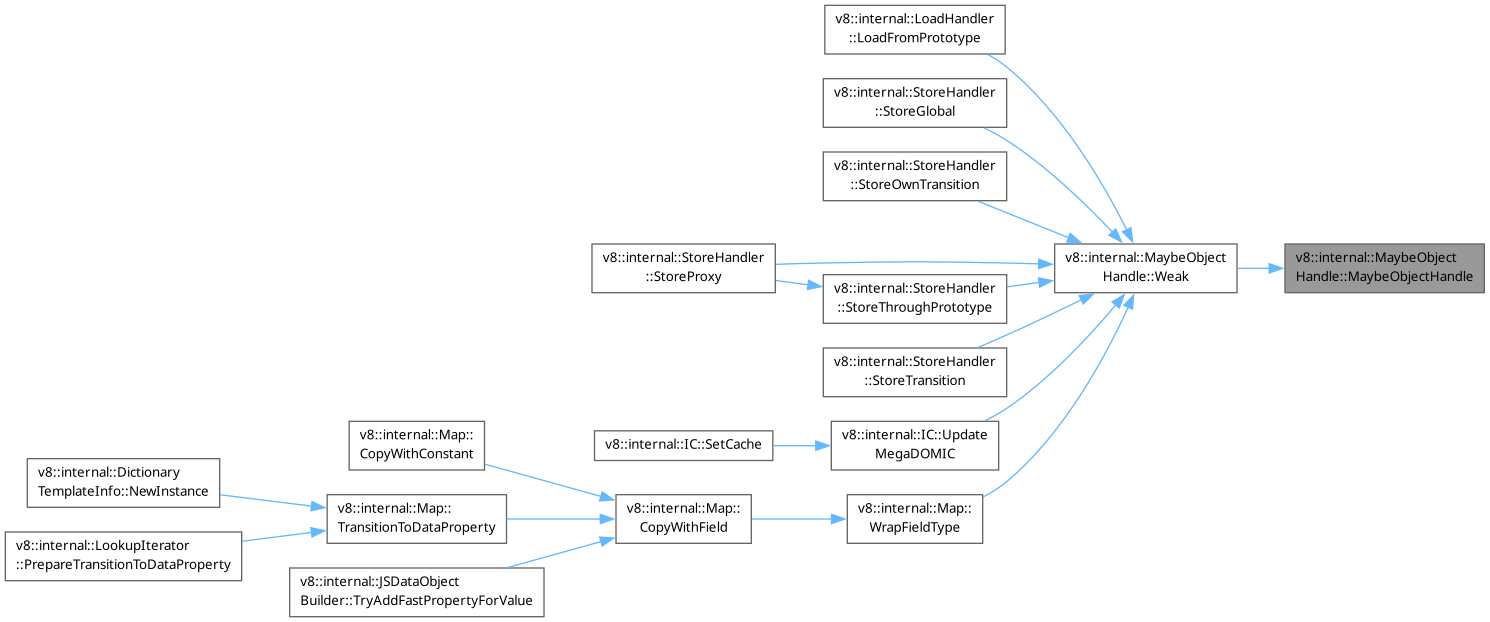 v8::internal::LoadHandler
::LoadFromPrototype
v8::internal::StoreHandler
::StoreGlobal
v8::internal::StoreHandler
::StoreOwnTransition
v8::internal::StoreHandler
::StoreProxy
v8::internal::MaybeObject
Handle::Weak
v8::internal::MaybeObject
Handle::MaybeObjectHandle
v8::internal::StoreHandler
::StoreThroughPrototype
v8::internal::StoreHandler
::StoreTransition
v8::internal::IC::SetCache
v8::internal::IC::Update
MegaDOMIC
v8::internal::Map::
CopyWithConstant
v8::internal::Dictionary
TemplateInfo::NewInstance
v8::internal::Map::
TransitionToDataProperty
v8::internal::Map::
CopyWithField
v8::internal::Map::
WrapFieldType
v8::internal::LookupIterator
::PrepareTransitionToDataProperty
v8::internal::JSDataObject
Builder::TryAddFastPropertyForValue